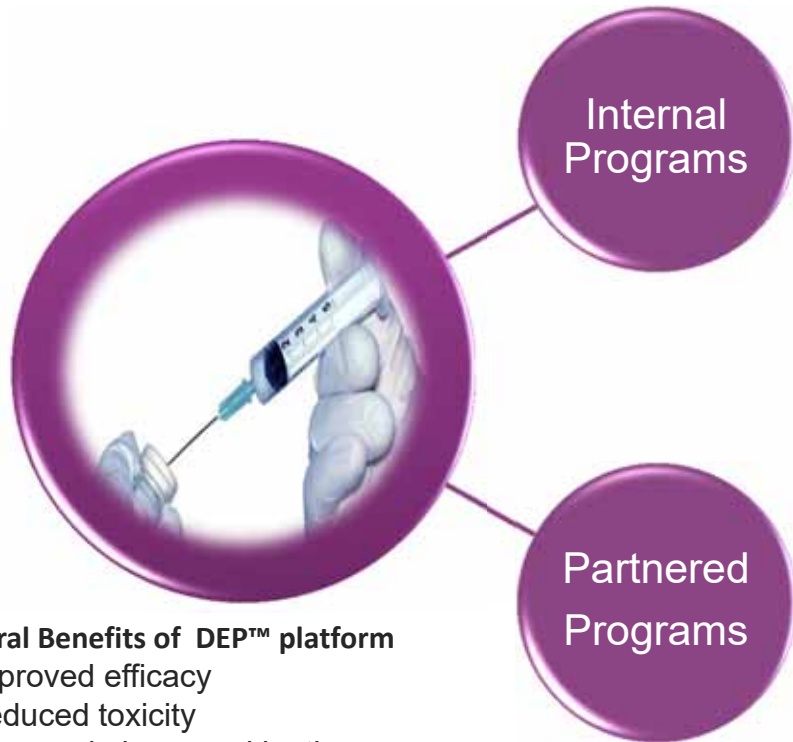 Internal
Programs
Partnered
Programs
ral Benefits of DEP™ platform
proved efficacy
educed toxicity